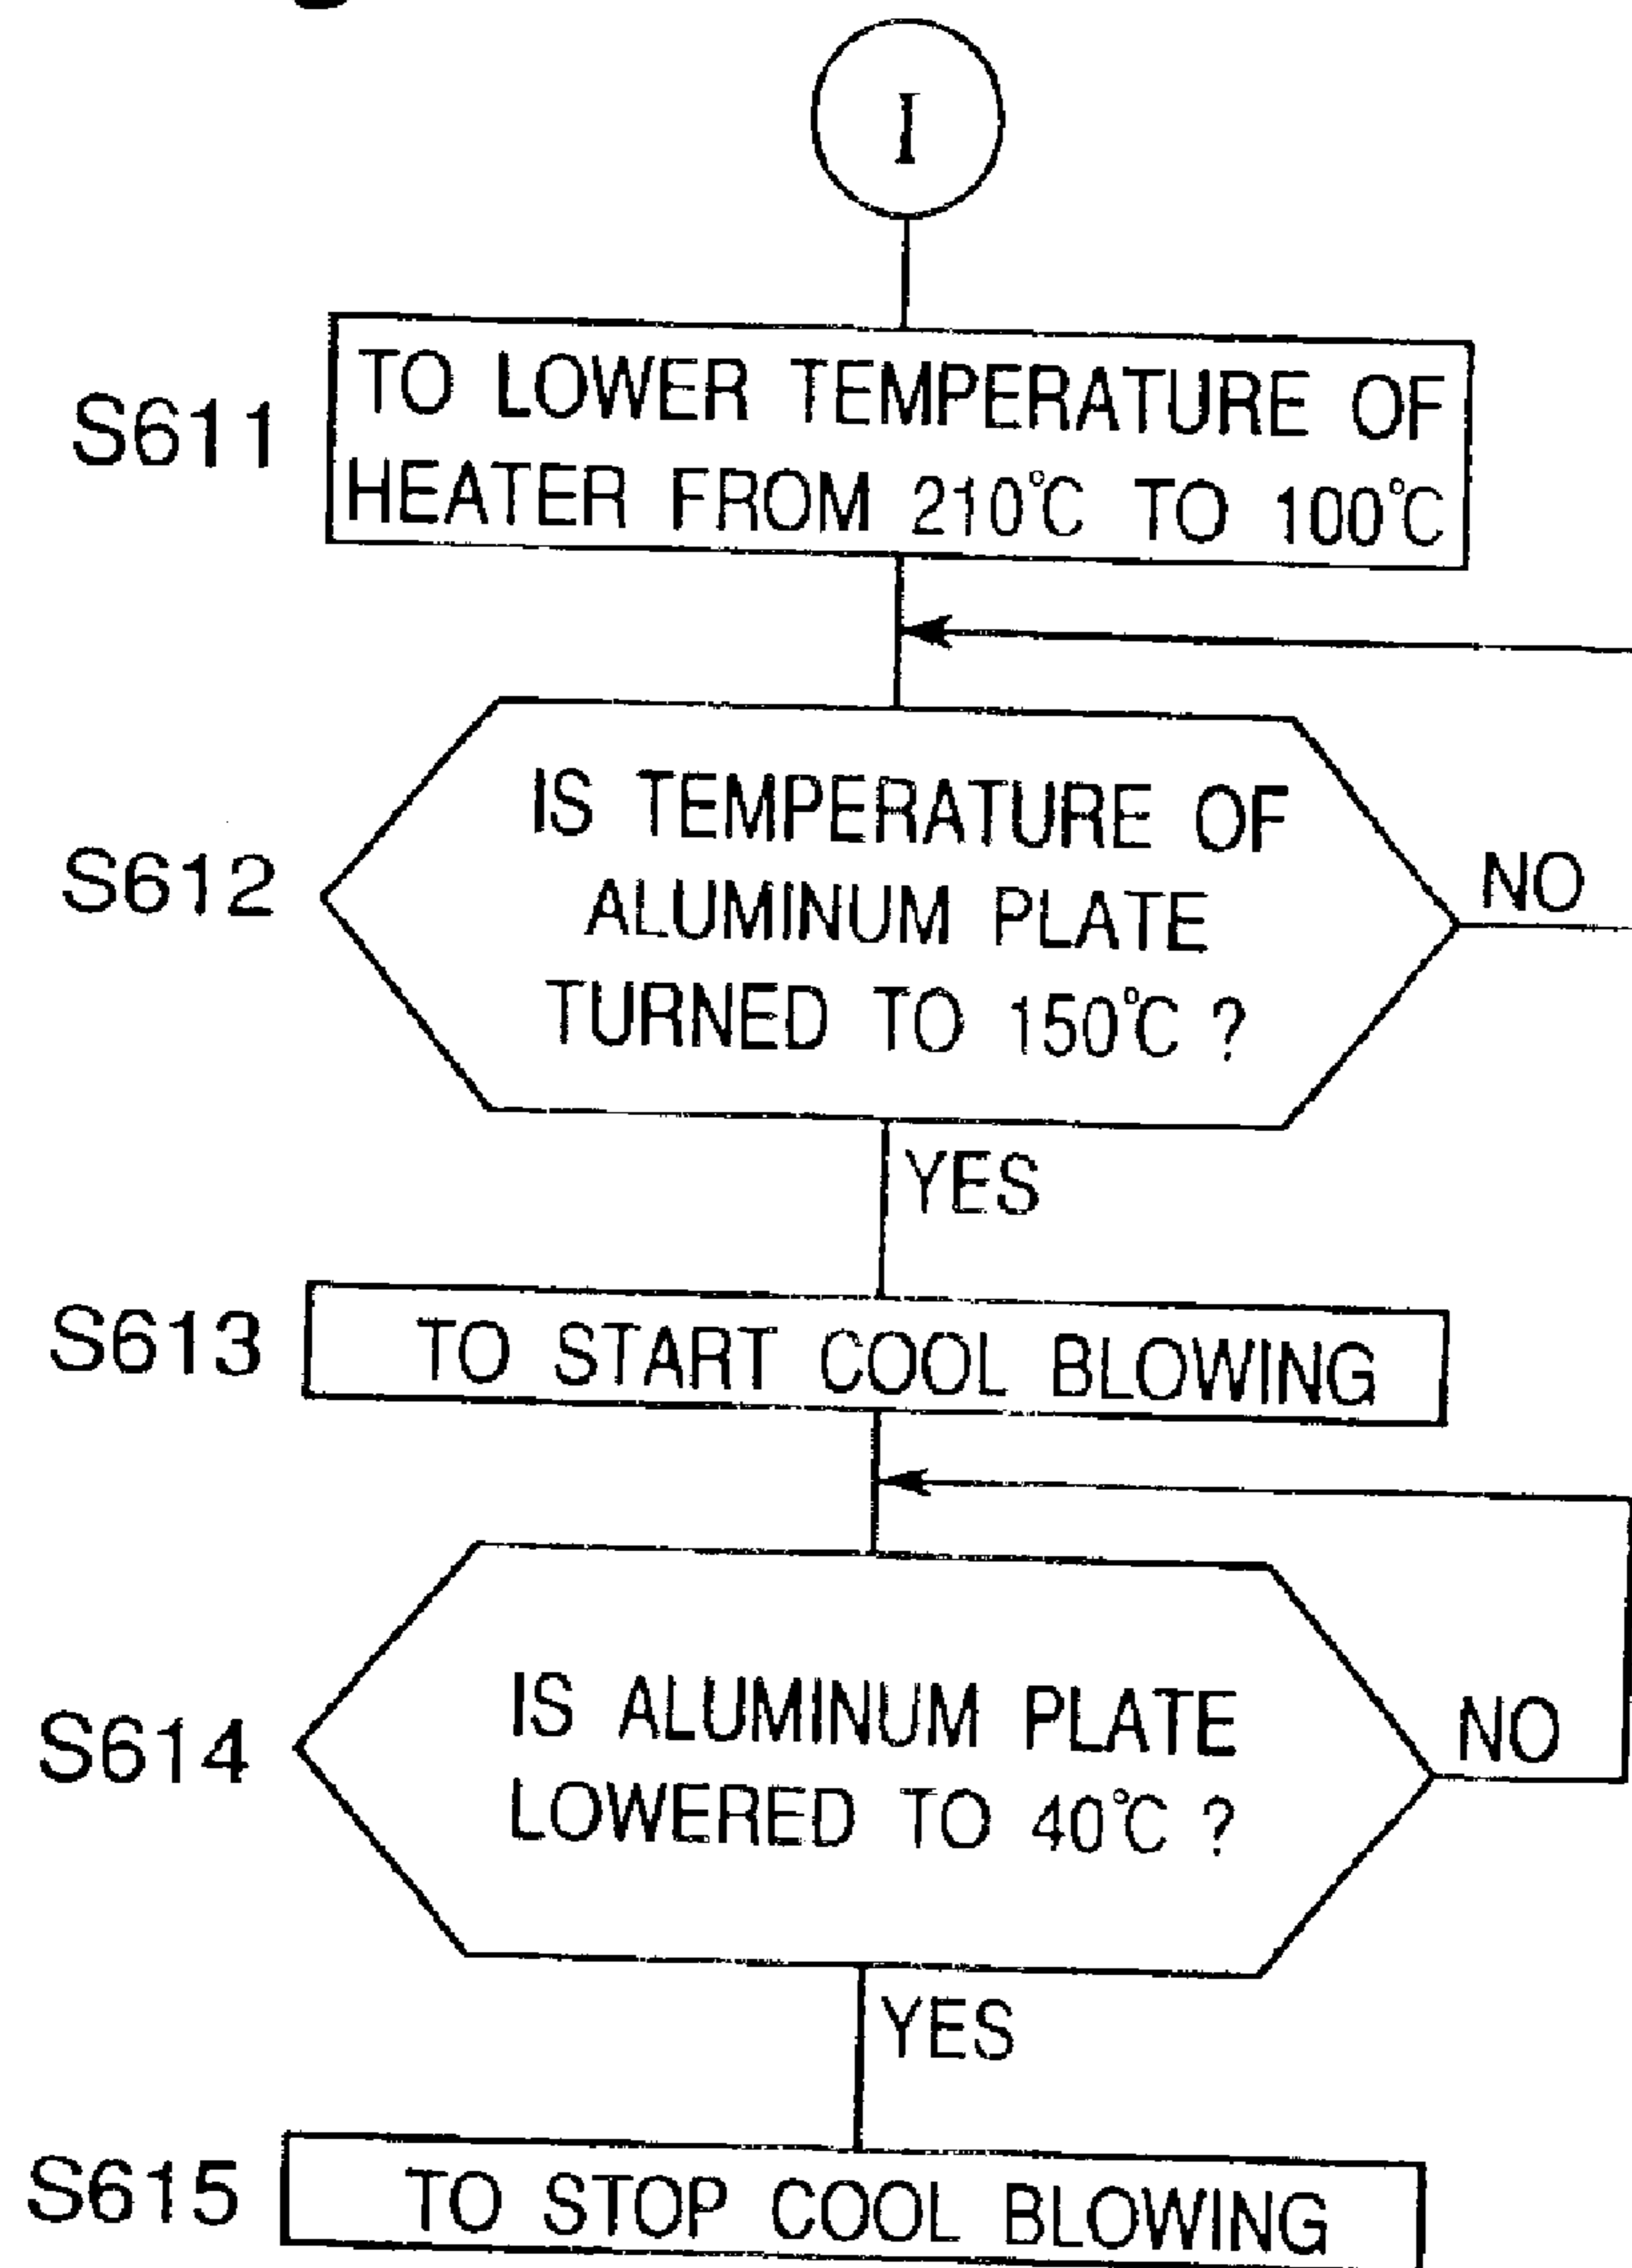 I
S611
TO LOWER TEMPERATURE OF
HEATER FROM 210℃ TO 100℃
S612
IS TEMPERATURE OF
ALUMINUM PLATE
TURNED TO 150℃ ?
NO
YES
S613
TO START COOL BLOWING
S614
IS ALUMINUM PLATE
LOWERED TO 40℃ ?
NO
YES
S615
TO STOP COOL BLOWING